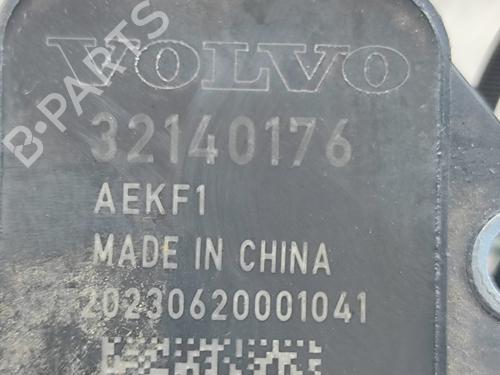 VOLVO
B-PARTS
32140176
AEKF1
MADE IN CHINA
20230620001041